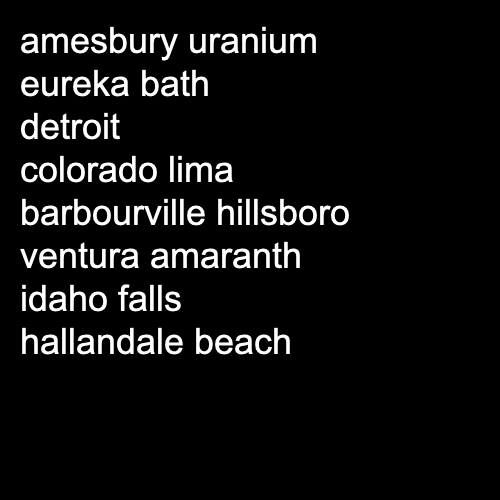 amesbury uranium
eureka bath
detroit
colorado lima
barbourville hillsboro
ventura amaranth
idaho falls
hallandale beach